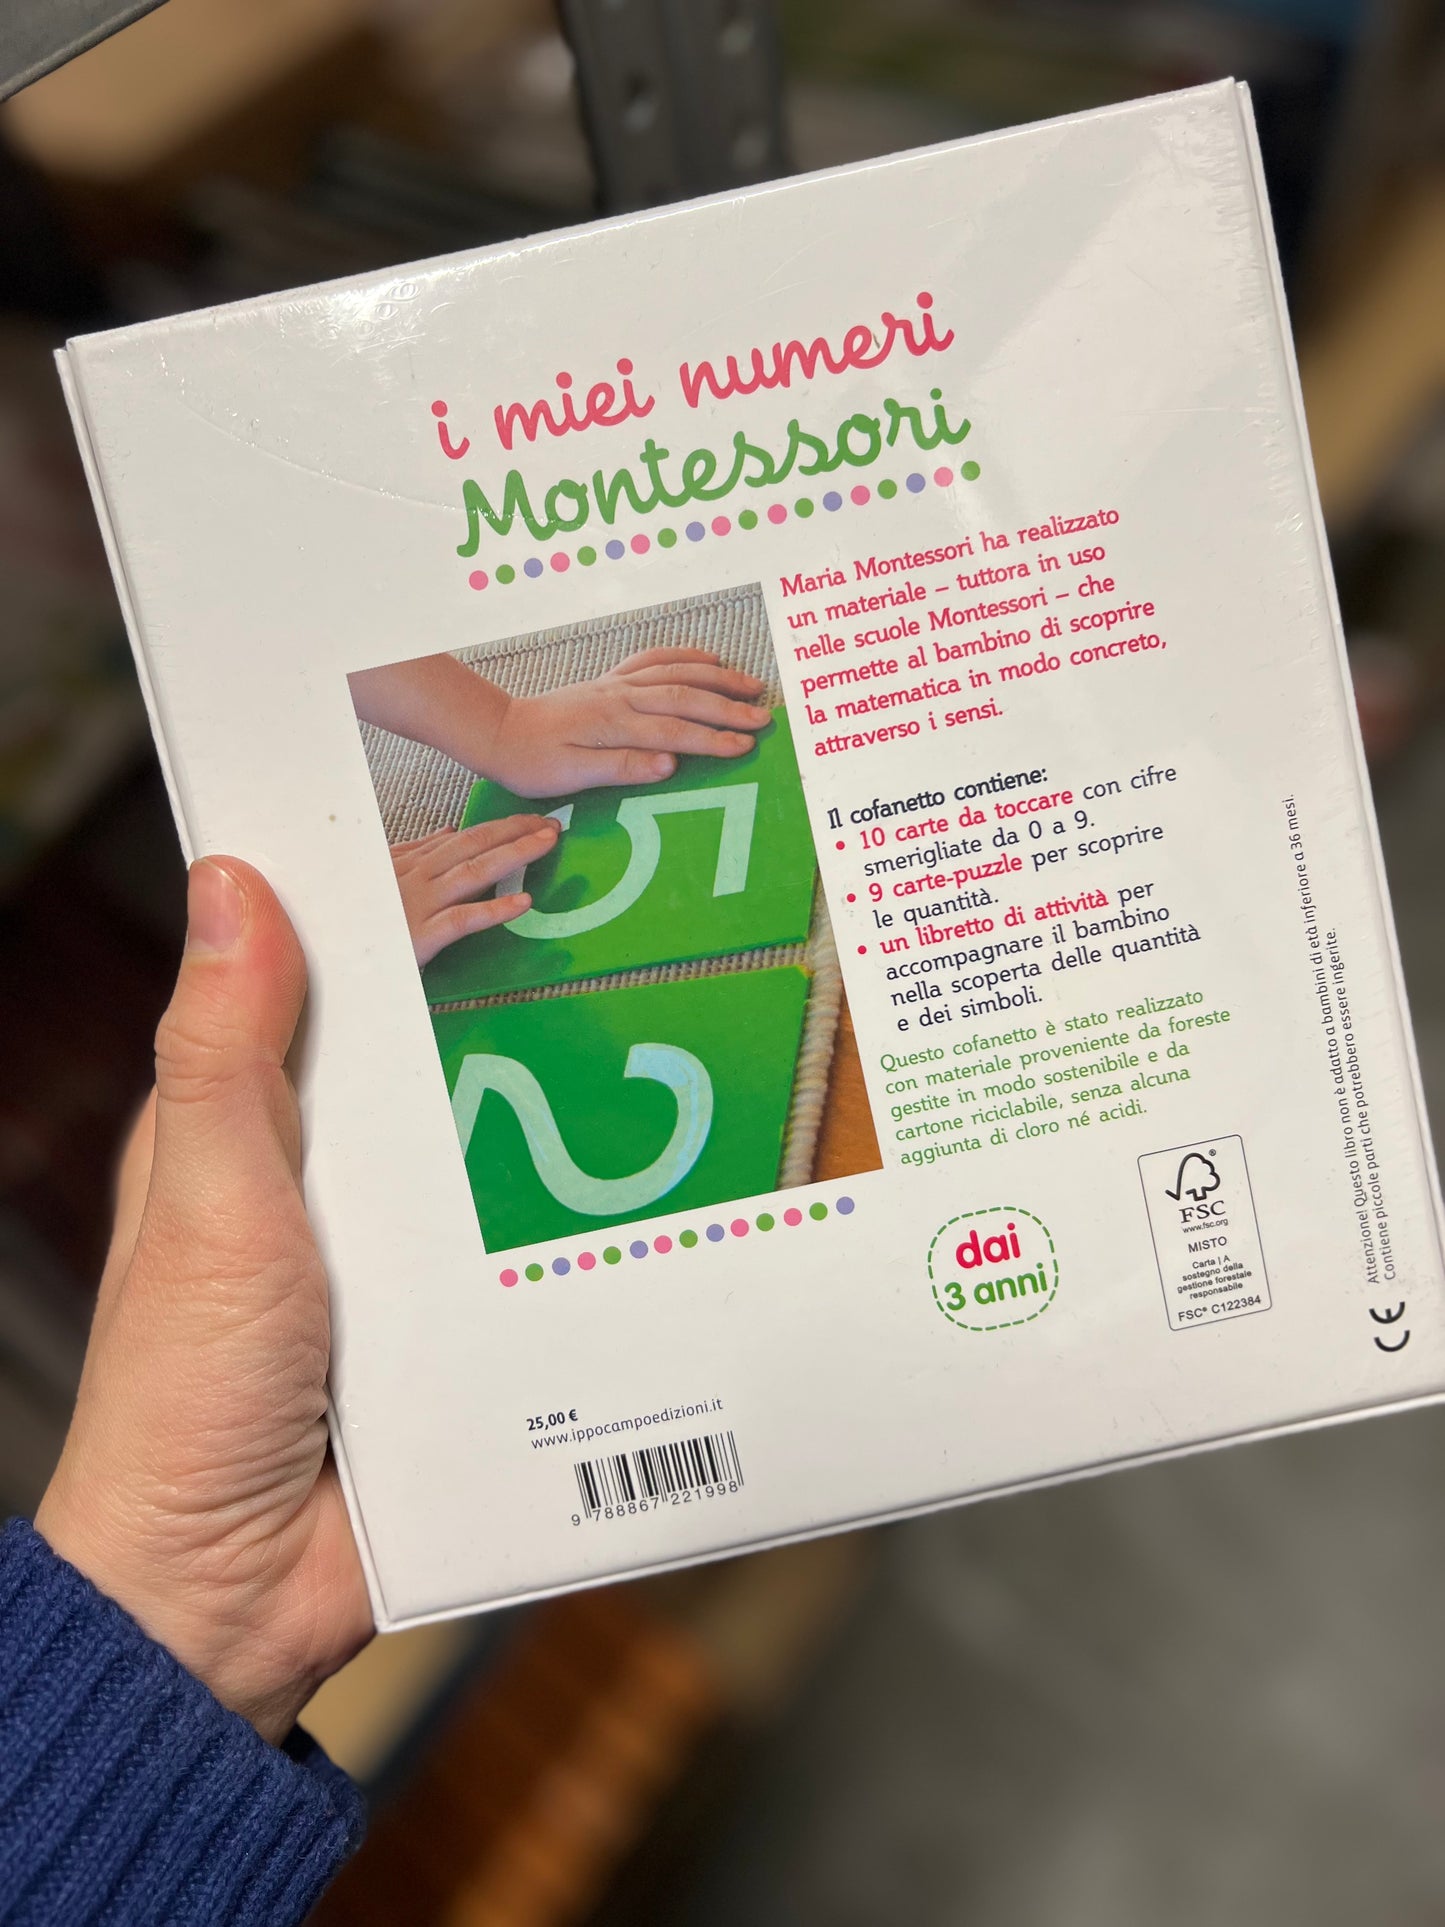 i miei numeri
Montessori
Maria Montessori ha realizzato
un materiale – tuttora in uso
nelle scuole Montessori – che
permette al bambino di scoprire
la matematica in modo concreto,
attraverso i sensi.
Il cofanetto contiene:
• 10 carte da toccare con cifre
smerigliate da 0 a 9.
• 9 carte-puzzle per scoprire
le quantità.
• un libretto di attività per
accompagnare il bambino
nella scoperta delle quantità
e dei simboli.
Questo cofanetto è stato realizzato
con materiale proveniente da foreste
gestite in modo sostenibile e da
cartone riciclabile, senza alcuna
aggiunta di cloro né acidi.
5
2
dai
3 anni
FSC®
www.fsc.org
MISTO
Carta | A
sostegno della
gestione forestale
responsabile
FSC® C122384
Attenzione! Questo libro non è adatto a bambini di età inferiore a 36 mesi.
Contiene piccole parti che potrebbero essere ingerite.
CE
25,00 €
www.ippocampoedizioni.it
9 788867 221998